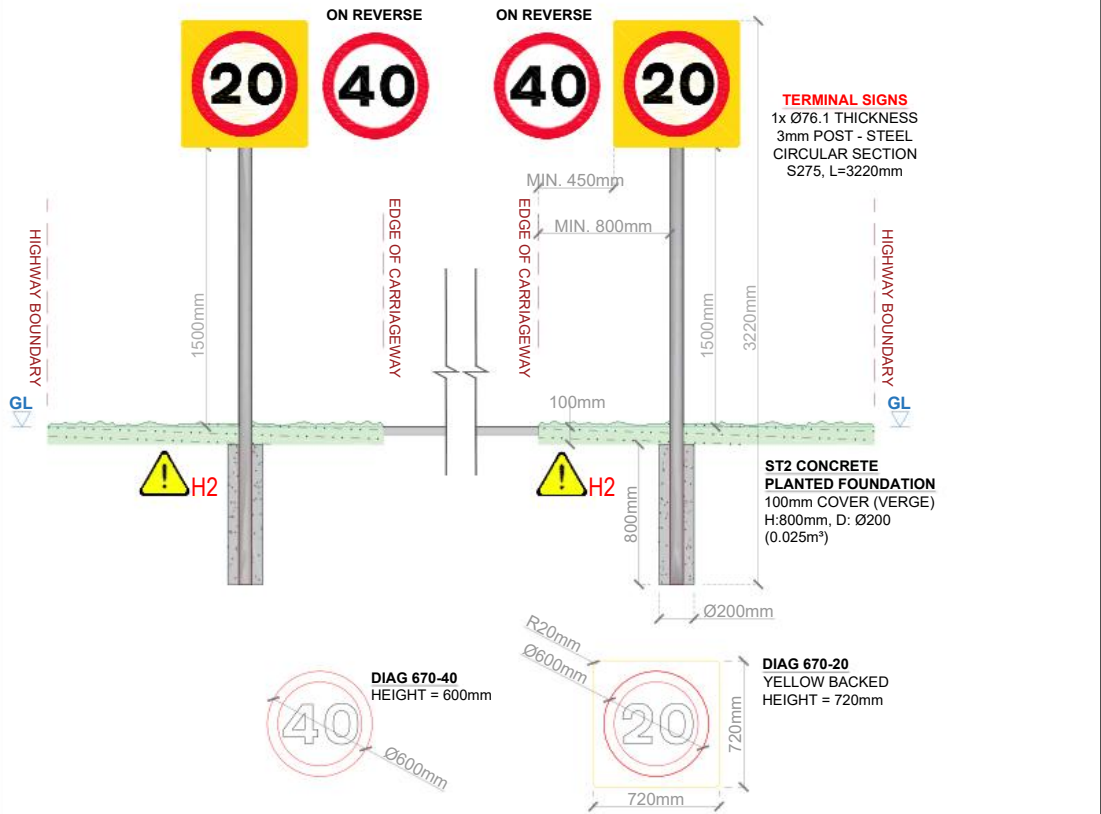 ON REVERSE
ON REVERSE
20
40
40
20
TERMINAL SIGNS
1x Ø76.1 THICKNESS
3mm POST - STEEL
CIRCULAR SECTION
S275, L=3220mm
MIN. 450mm
MIN. 800mm
HIGHWAY BOUNDARY
1500mm
EDGE OF CARRIAGEWAY
EDGE OF CARRIAGEWAY
1500mm
3220mm
HIGHWAY BOUNDARY
GL
100mm
GL
H2
H2
800mm
ST2 CONCRETE
PLANTED FOUNDATION
100mm COVER (VERGE)
H:800mm, D: Ø200
(0.025m³)
Ø200mm
R20mm
Ø600mm
DIAG 670-40
HEIGHT = 600mm
40
Ø600mm
DIAG 670-20
YELLOW BACKED
HEIGHT = 720mm
20
720mm
720mm